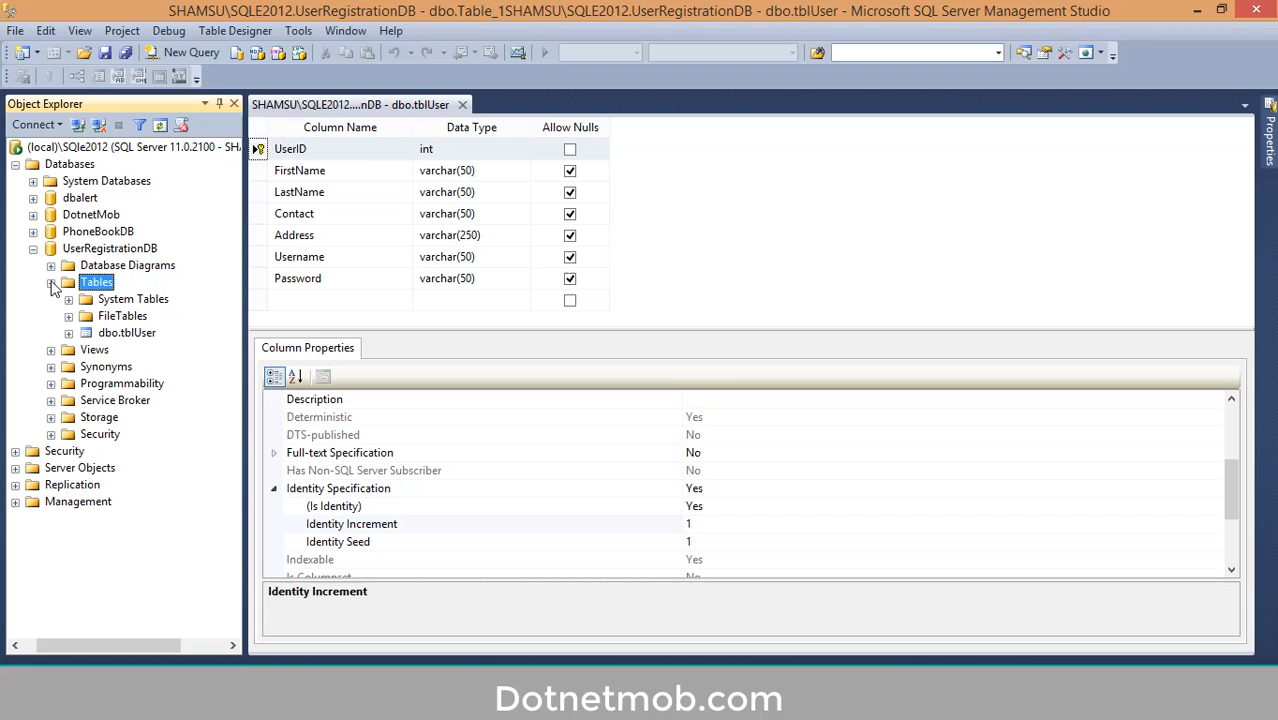 SHAMSU\SQLE2012.UserRegistrationDB - dbo.Table_1SHAMSU\SQLE2012.UserRegistrationDB - dbo.tblUser - Microsoft SQL Server Management Studio
File Edit View Project Debug Table Designer Tools Window Help
New Query
Object Explorer
Connect
(local)\SQle2012 (SQL Server 11.0.2100 - SHA
Databases
System Databases
dbalert
DotnetMob
PhoneBookDB
UserRegistrationDB
Database Diagrams
Tables
System Tables
FileTables
dbo.tblUser
Views
Synonyms
Programmability
Service Broker
Storage
Security
Security
Server Objects
Replication
Management
SHAMSU\SQLE2012....nDB - dbo.tblUser
Column Name Data Type Allow Nulls
UserID int
FirstName varchar(50)
LastName varchar(50)
Contact varchar(50)
Address varchar(250)
Username varchar(50)
Password varchar(50)
Column Properties
Description
Deterministic Yes
DTS-published No
Full-text Specification No
Has Non-SQL Server Subscriber No
Identity Specification Yes
(Is Identity) Yes
Identity Increment 1
Identity Seed 1
Indexable Yes
Is Columnset No
Identity Increment
Properties
Dotnetmob.com